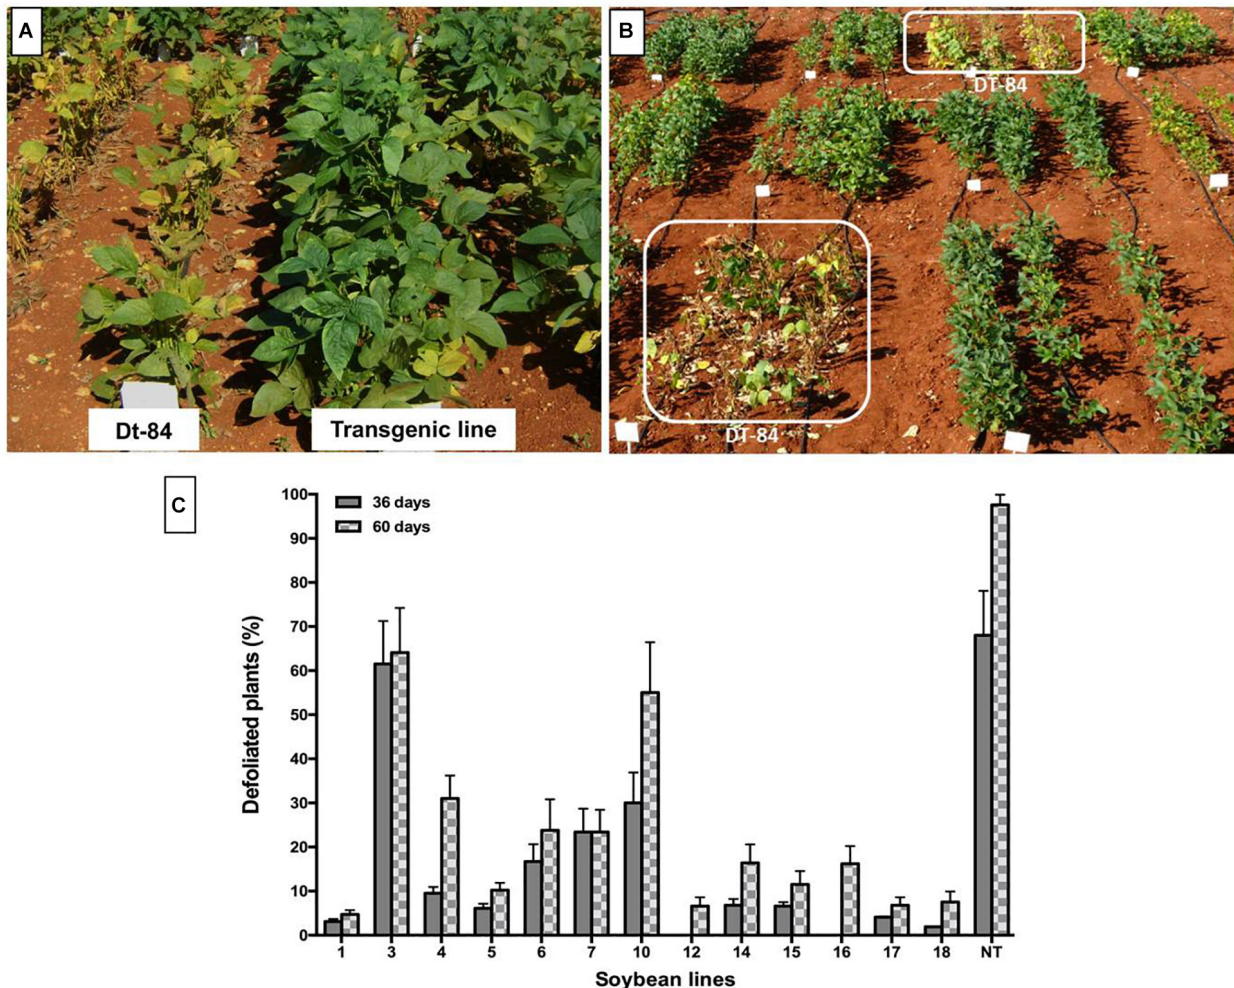 A
Dt-84
Transgenic line
B
DT-84
DT-84
C
36 days
60 days
Defoliated plants (%)
100
90
80
70
60
50
40
30
20
10
0
1 3 4 5 6 7 10 12 14 15 16 17 18 NT
Soybean lines